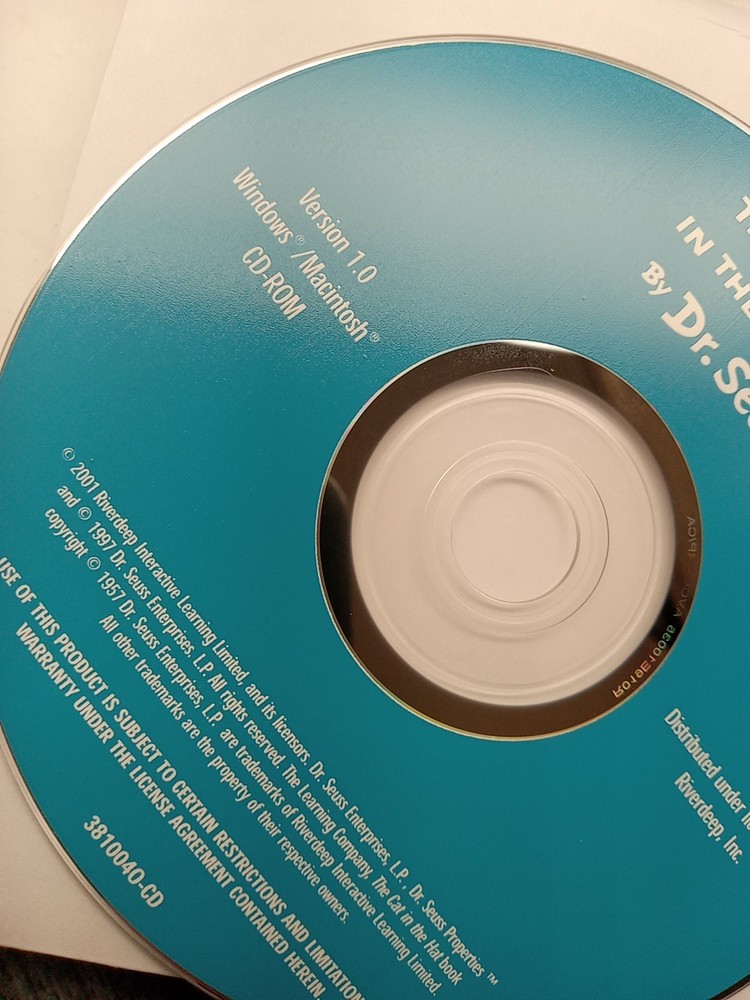 Version 1.0
Windows® /Macintosh®
CD-ROM
IN THE
By Dr.
© 2001 Riverdeep Interactive Learning Limited, and its licensors. Dr. Seuss Enterprises, L.P., Dr. Seuss Properties ™
and © 1997 Dr. Seuss Enterprises, L.P. All rights reserved. The Learning Company, The Cat in the Hat book
copyright © 1957 Dr. Seuss Enterprises, L.P. are trademarks of Riverdeep Interactive Learning Limited.
All other trademarks are the property of their respective owners.
USE OF THIS PRODUCT IS SUBJECT TO CERTAIN RESTRICTIONS AND
WARRANTY UNDER THE LICENSE AGREEMENT CONTAINED HEREIN.
3810040-CD
Distributed under
Riverdeep, Inc.